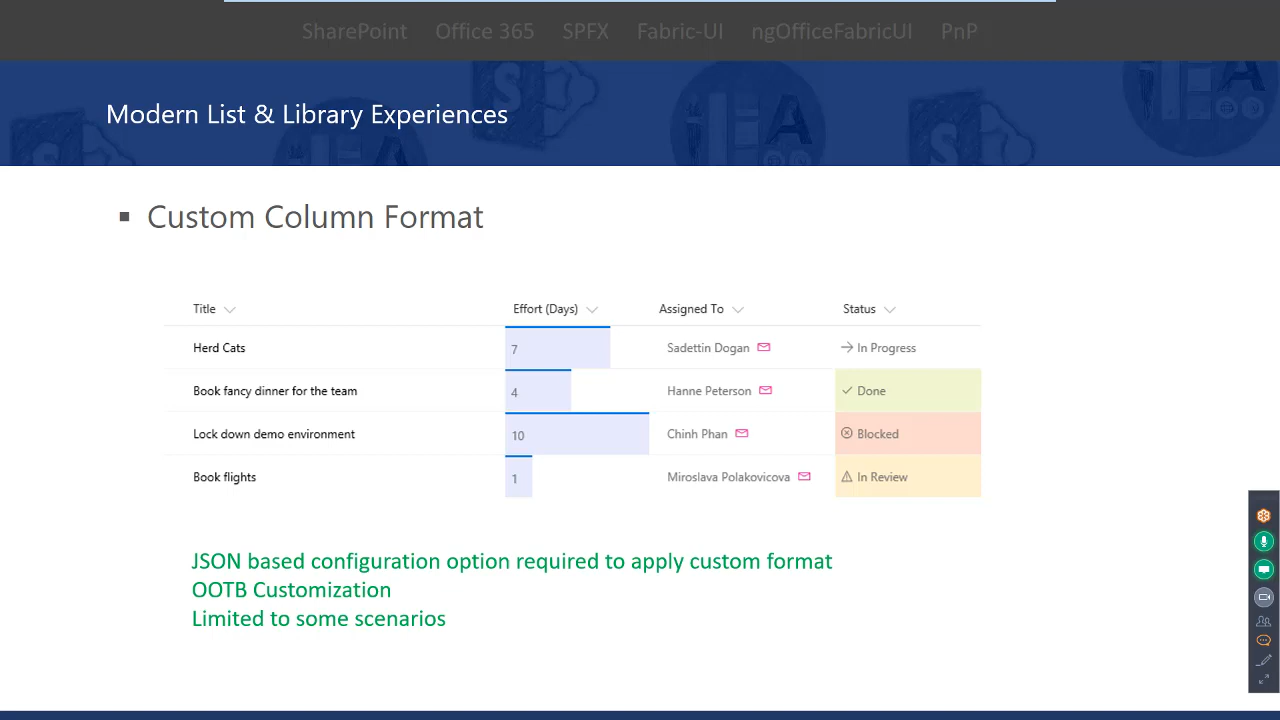 SharePoint Office 365 SPFX Fabric-UI ngOfficeFabricUI PnP
Modern List & Library Experiences
▪ Custom Column Format
Title Effort (Days) Assigned To Status
Herd Cats 7 Sadettin Dogan In Progress
Book fancy dinner for the team 4 Hanne Peterson Done
Lock down demo environment 10 Chinh Phan Blocked
Book flights 1 Miroslava Polakovicova In Review
JSON based configuration option required to apply custom format
OOTB Customization
Limited to some scenarios